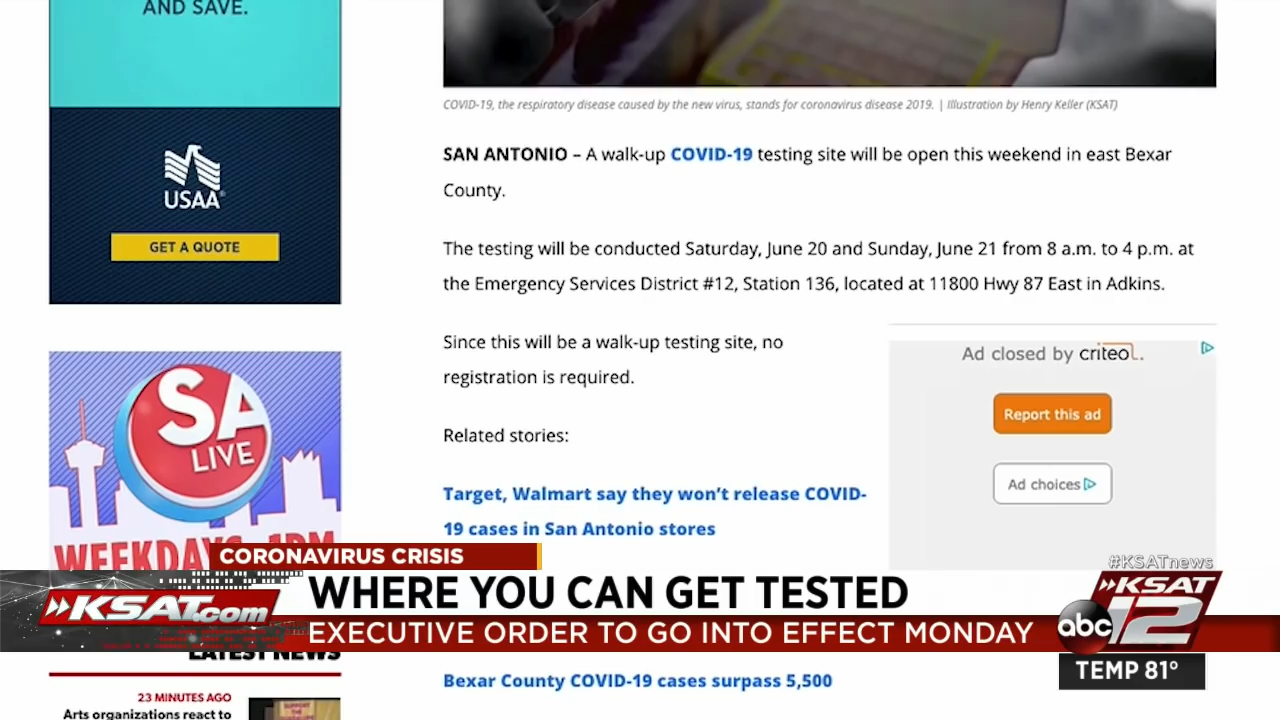 AND SAVE.
USAA
GET A QUOTE
SA
LIVE
WEEKDAYS 1PM
COVID-19, the respiratory disease caused by the new virus, stands for coronavirus disease 2019. | Illustration by Henry Keller (KSAT)
SAN ANTONIO – A walk-up COVID-19 testing site will be open this weekend in east Bexar
County.
The testing will be conducted Saturday, June 20 and Sunday, June 21 from 8 a.m. to 4 p.m. at
the Emergency Services District #12, Station 136, located at 11800 Hwy 87 East in Adkins.
Since this will be a walk-up testing site, no
registration is required.
Related stories:
Target, Walmart say they won't release COVID-
19 cases in San Antonio stores
Ad closed by criteo.
Report this ad
Ad choices
#KSATnews
CORONAVIRUS CRISIS
WHERE YOU CAN GET TESTED
EXECUTIVE ORDER TO GO INTO EFFECT MONDAY
KSAT.com
abc
KSAT
12
TEMP 81°
LATEST NEWS
Bexar County COVID-19 cases surpass 5,500
23 MINUTES AGO
Arts organizations react to